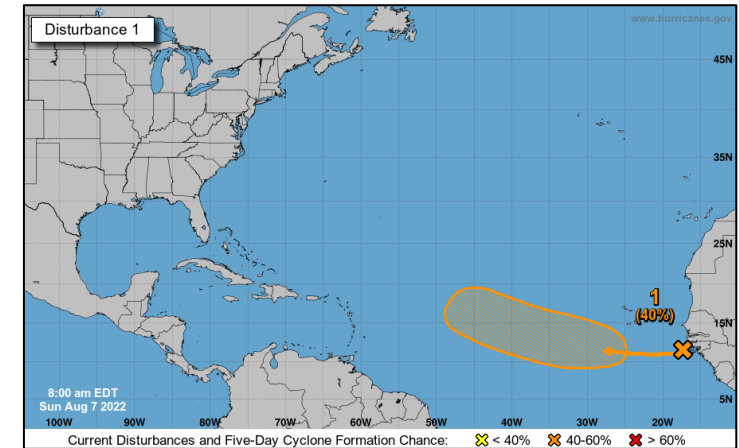 Disturbance 1
www.hurricanes.gov
45N
35N
25N
1
(40%)
15N
5N
8:00 am EDT
Sun Aug 7 2022
100W 90W 80W 70W 60W 50W 40W 30W 20W
Current Disturbances and Five-Day Cyclone Formation Chance: < 40% 40-60% > 60%